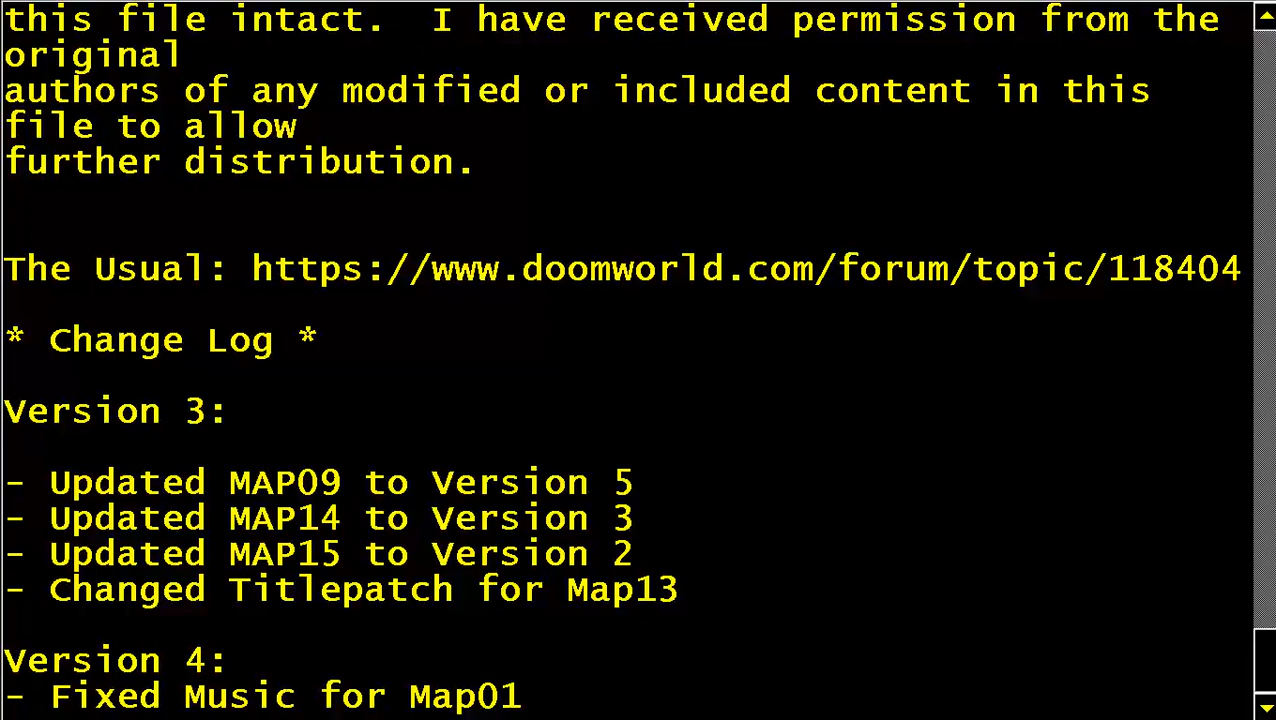 this file intact.  I have received permission from the
original
authors of any modified or included content in this
file to allow
further distribution.
The Usual: https://www.doomworld.com/forum/topic/118404
* Change Log *
Version 3:
- Updated MAP09 to Version 5
- Updated MAP14 to Version 3
- Updated MAP15 to Version 2
- Changed Titlepatch for Map13
Version 4:
- Fixed Music for Map01